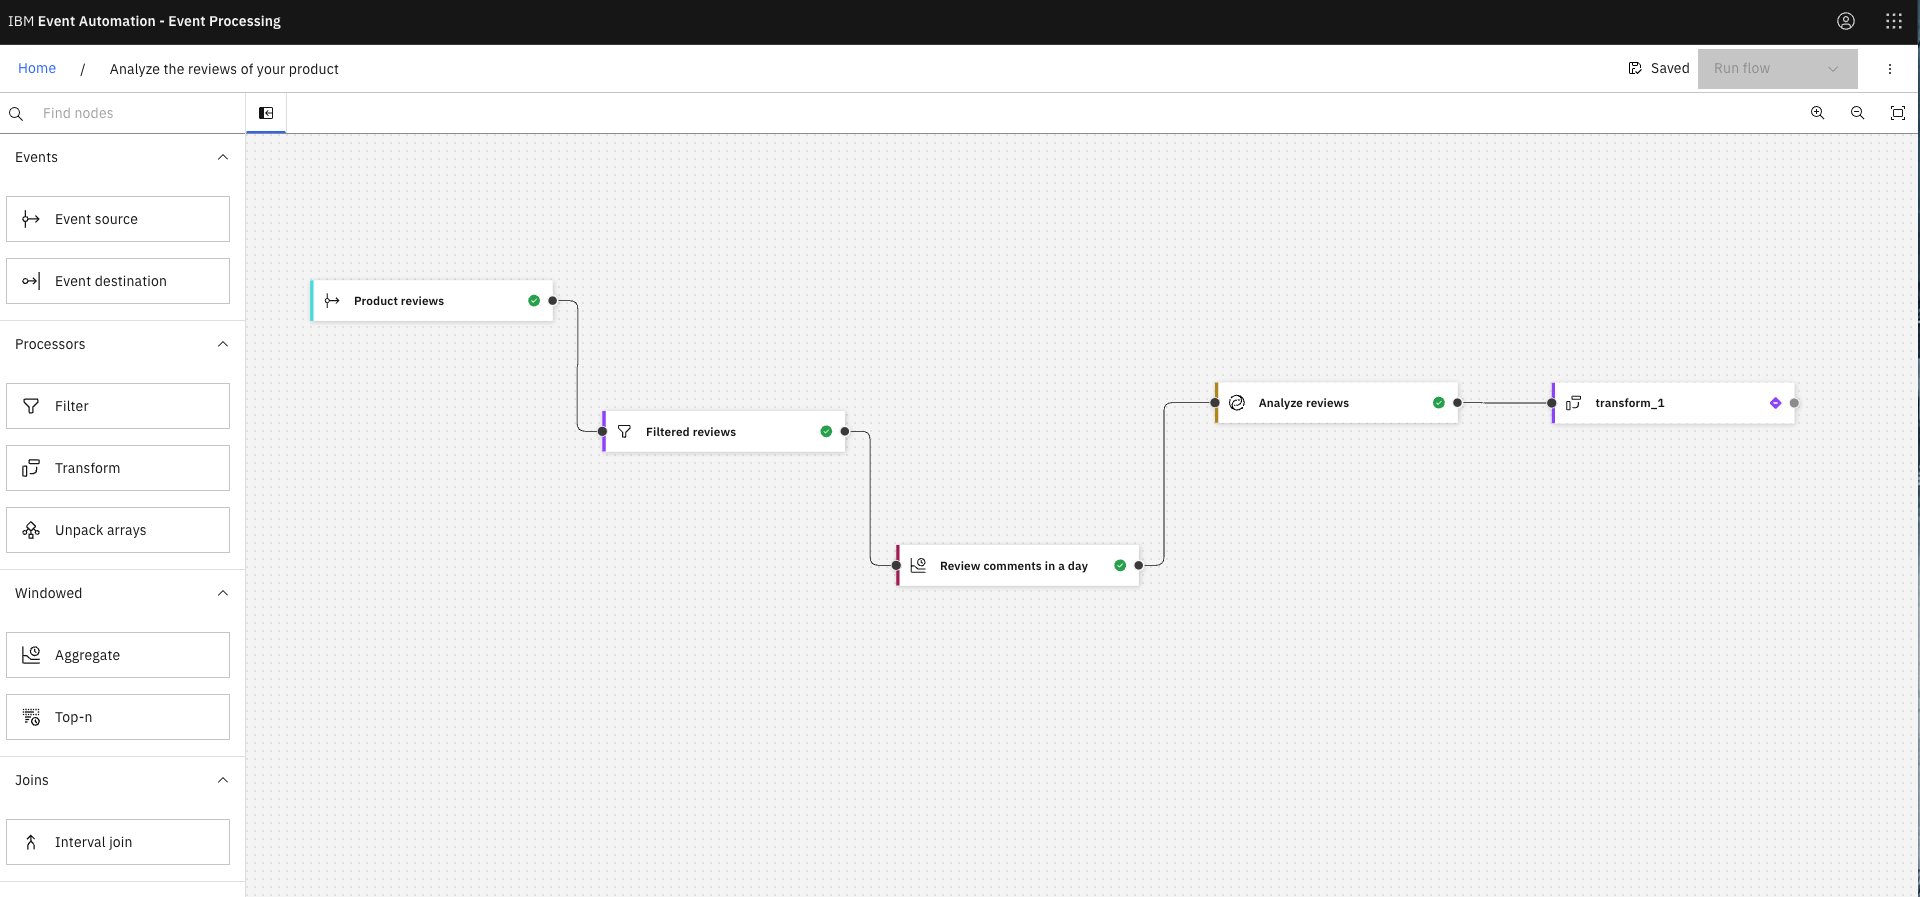 IBM Event Automation - Event Processing
Home / Analyze the reviews of your product
Saved
Run flow
Find nodes
Events
Event source
Event destination
Processors
Filter
Transform
Unpack arrays
Windowed
Aggregate
Top-n
Joins
Interval join
Product reviews
Filtered reviews
Review comments in a day
Analyze reviews
transform_1